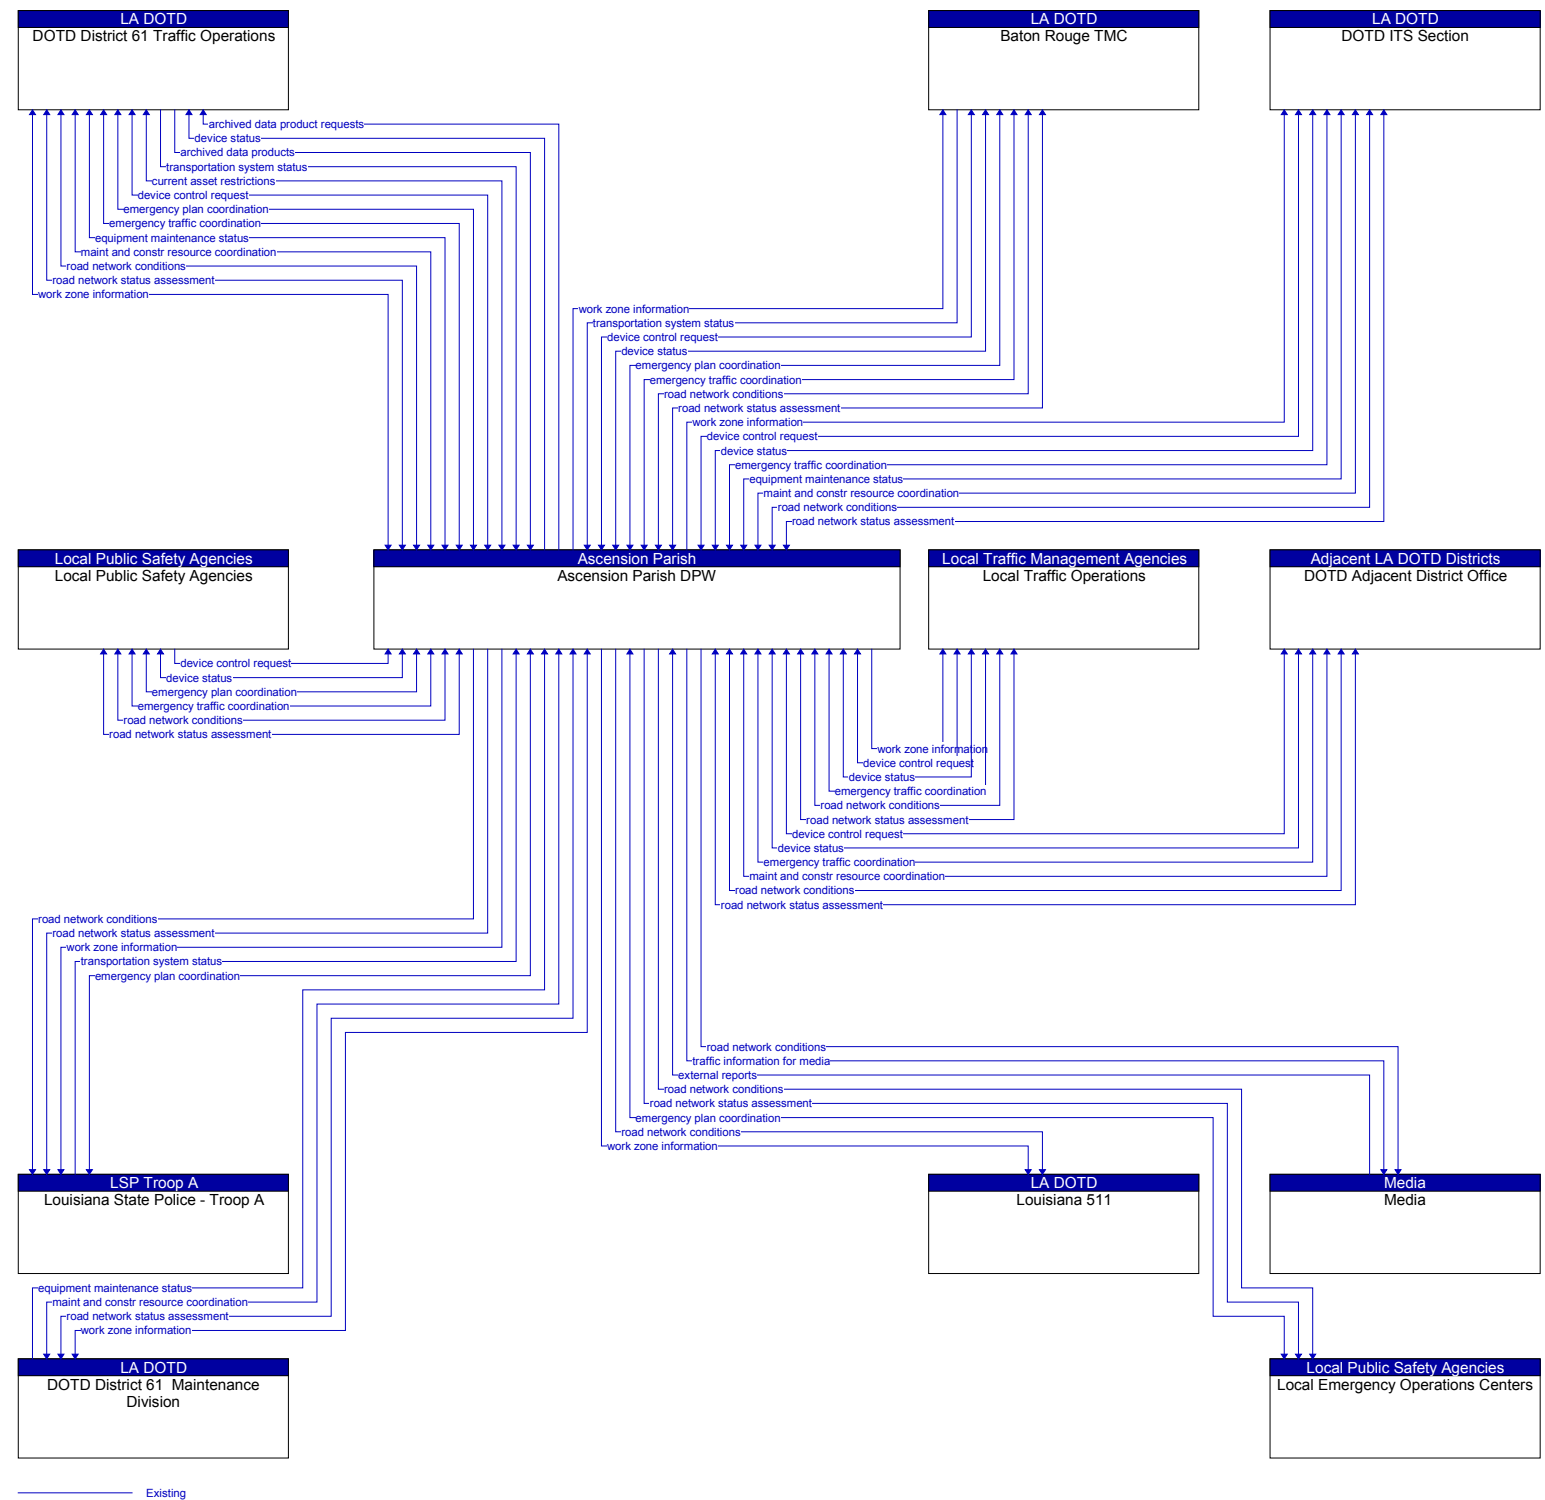 LA DOTD
DOTD District 61 Traffic Operations
LA DOTD
Baton Rouge TMC
LA DOTD
DOTD ITS Section
archived data product requests
device status
archived data products
transportation system status
current asset restrictions
device control request
emergency plan coordination
emergency traffic coordination
equipment maintenance status
maint and constr resource coordination
road network conditions
road network status assessment
work zone information
work zone information
transportation system status
device control request
device status
emergency plan coordination
emergency traffic coordination
road network conditions
road network status assessment
work zone information
device control request
device status
emergency traffic coordination
equipment maintenance status
maint and constr resource coordination
road network conditions
road network status assessment
Local Public Safety Agencies
Local Public Safety Agencies
Ascension Parish
Ascension Parish DPW
Local Traffic Management Agencies
Local Traffic Operations
Adjacent LA DOTD Districts
DOTD Adjacent District Office
device control request
device status
emergency plan coordination
emergency traffic coordination
road network conditions
road network status assessment
work zone information
device control request
device status
emergency traffic coordination
road network conditions
road network status assessment
device control request
device status
emergency traffic coordination
maint and constr resource coordination
road network conditions
road network status assessment
road network conditions
road network status assessment
work zone information
transportation system status
emergency plan coordination
road network conditions
traffic information for media
external reports
road network conditions
road network status assessment
emergency plan coordination
road network conditions
work zone information
LSP Troop A
Louisiana State Police - Troop A
LA DOTD
Louisiana 511
Media
Media
equipment maintenance status
maint and constr resource coordination
road network status assessment
work zone information
LA DOTD
DOTD District 61 Maintenance
Division
Local Public Safety Agencies
Local Emergency Operations Centers
Existing